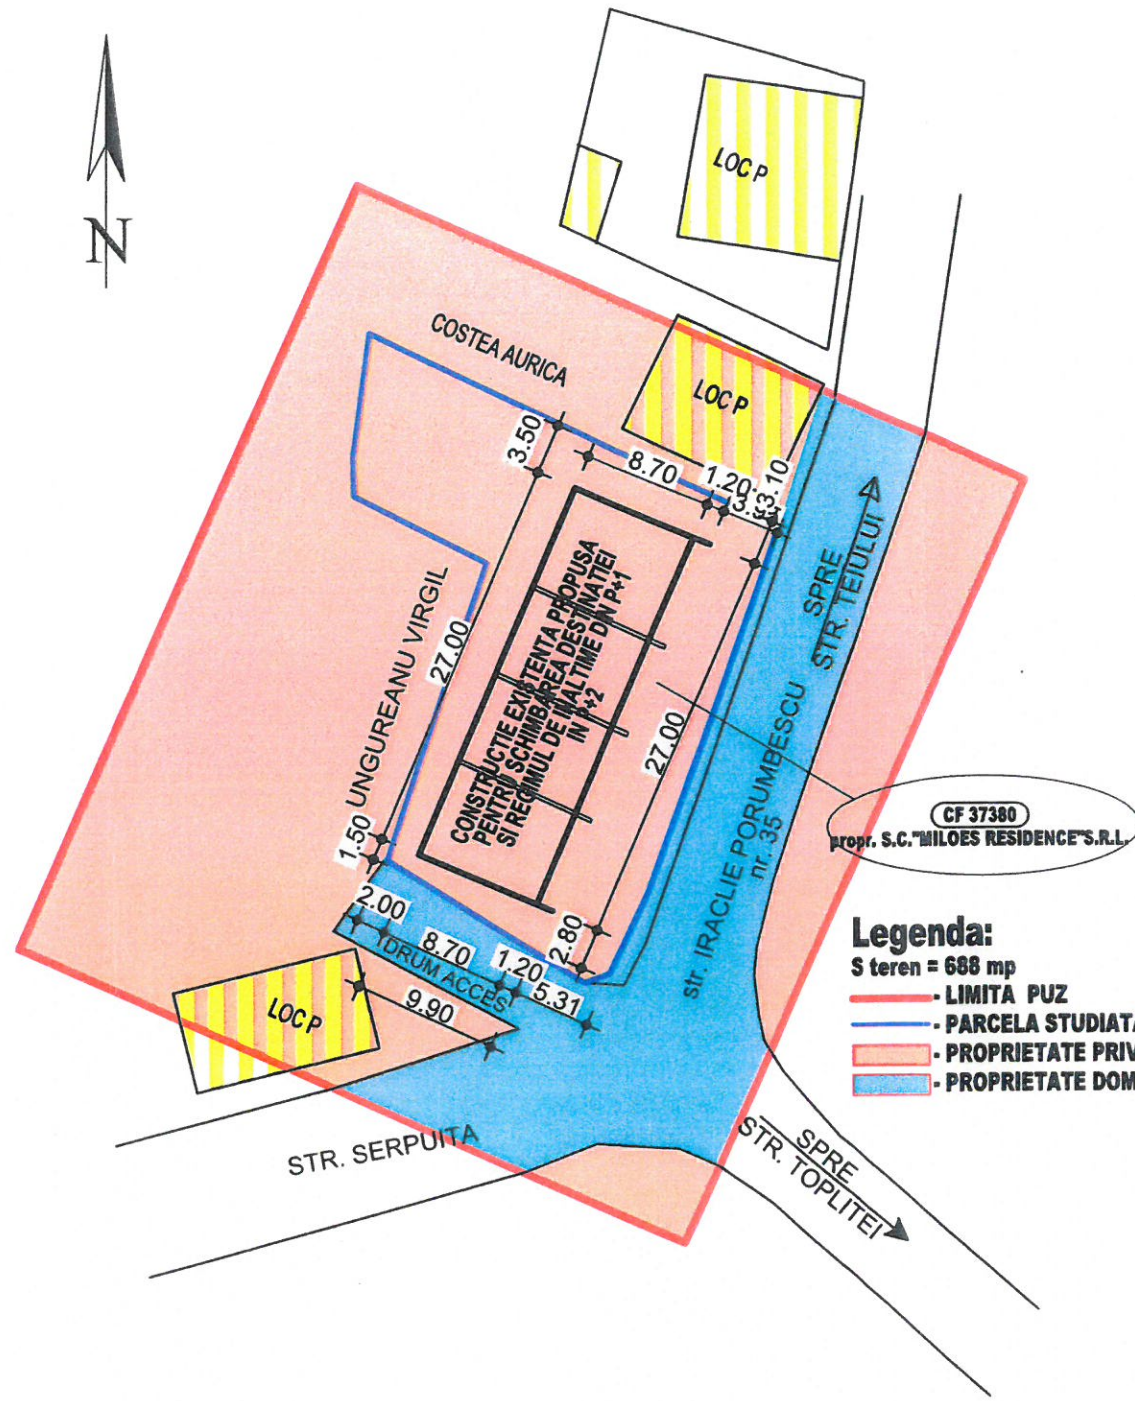 N
LOC P
COSTEA AURICA
LOC P
3.50
8.70
1.20
3.10
SPRE
STR. TEIULUI
CONSTRUCTIE EXISTENTA PROPUSA
PENTRU SCHIMBAREA DESTINATIEI
SI REGIMUL DE INALTIME DIN P+1
IN P+2
UNGUREANU VIRGIL
27.00
27.00
str. IRACLIE PORUMBESCU
nr. 35
CF 37380
propr. S.C."MILOES RESIDENCE"S.R.L.
1.50
2.00
8.70
1.20
5.31
2.80
DRUM ACCES
9.90
LOC P
STR. SERPUITA
SPRE
STR. TOPLITEI
Legenda:
S teren = 688 mp
- LIMITA PUZ
- PARCELA STUDIATA
- PROPRIETATE PRIV
- PROPRIETATE DOM